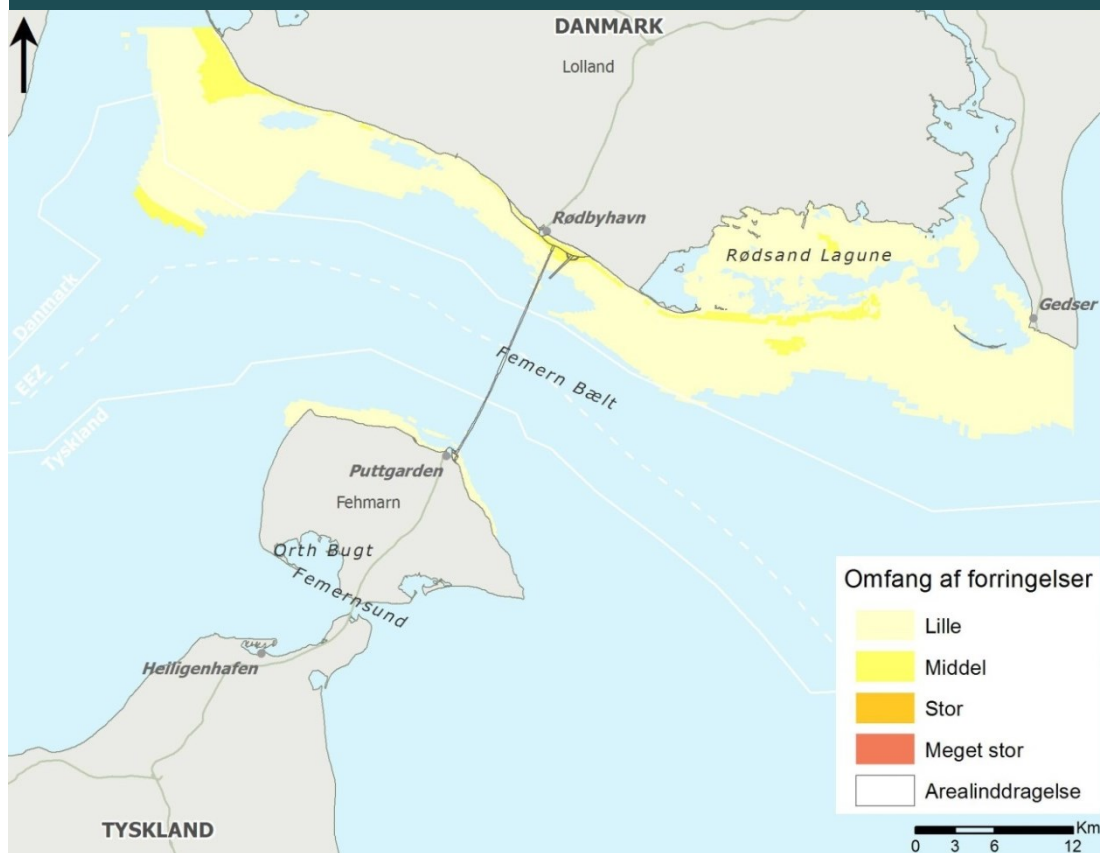 DANMARK
Lolland
Rødbyhavn
Rødsand Lagune
Gedser
Danmark
EEZ
Tyskland
Femern Bælt
Puttgarden
Fehmarn
Orth Bugt
Femernsund
Heiligenhafen
TYSKLAND
Omfang af forringelser
Lille
Middel
Stor
Meget stor
Arealinddragelse
Km
0 3 6 12